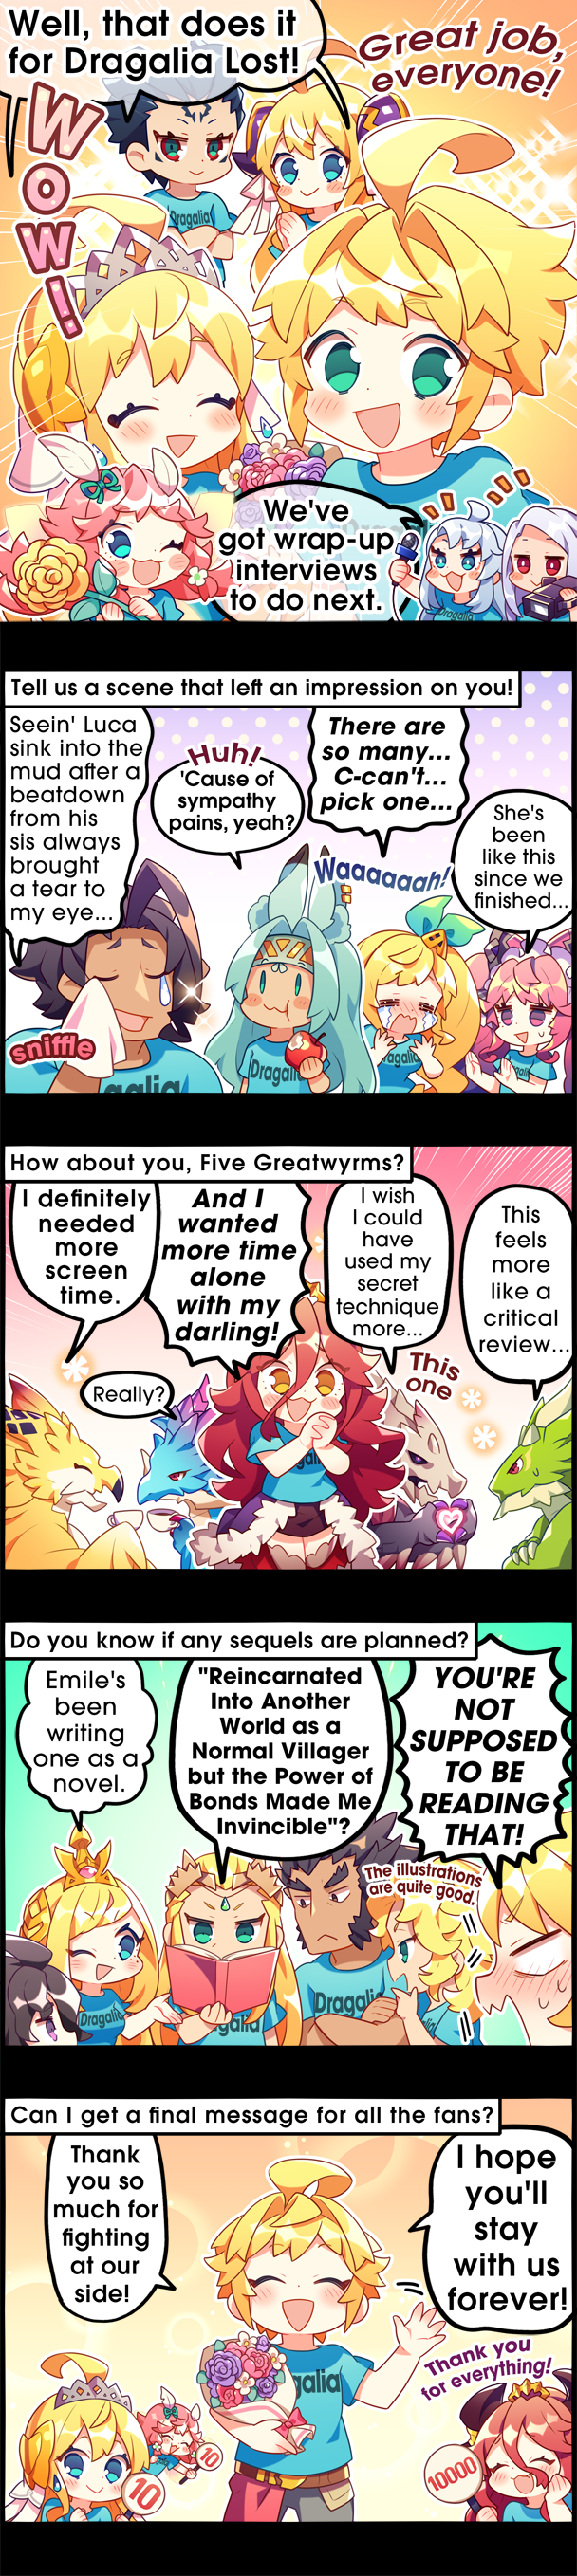 Well, that does it
for Dragalia Lost!
Great job,
everyone!
WOW!
Dragalia
We've
got wrap-up
interviews
to do next.
Dragalia
Tell us a scene that left an impression on you!
Seein' Luca
sink into the
mud after a
beatdown
from his
sis always
brought
a tear to
my eye...
Huh!
'Cause of
sympathy
pains, yeah?
There are
so many...
C-can't...
pick one...
Waaaaaah!
She's
been
like this
since we
finished...
sniffle
agalia
Dragalia
agalia
How about you, Five Greatwyrms?
I definitely
needed
more
screen
time.
And I
wanted
more time
alone
with my
darling!
I wish
I could
have
used my
secret
technique
more...
This
feels
more
like a
critical
review...
Really?
This
one
Do you know if any sequels are planned?
Emile's
been
writing
one as a
novel.
"Reincarnated
Into Another
World as a
Normal Villager
but the Power of
Bonds Made Me
Invincible"?
YOU'RE
NOT
SUPPOSED
TO BE
READING
THAT!
The illustrations
are quite good.
Dragalia
galia
Dragalia
Can I get a final message for all the fans?
Thank
you so
much for
fighting
at our
side!
I hope
you'll
stay
with us
forever!
galia
Thank you
for everything!
10
10
10000